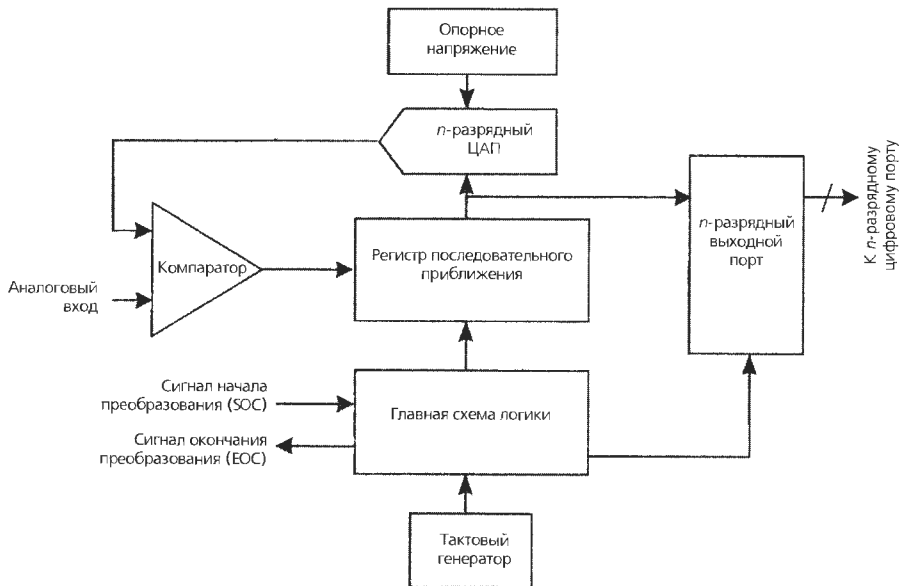 Опорное
напряжение
n-разрядный
ЦАП
К n-разрядному
цифровому порту
n-разрядный
выходной
порт
Компаратор
Регистр последовательного
приближения
Аналоговый
вход
Сигнал начала
преобразования (SOC)
Главная схема логики
Сигнал окончания
преобразования (EOC)
Тактовый
генератор